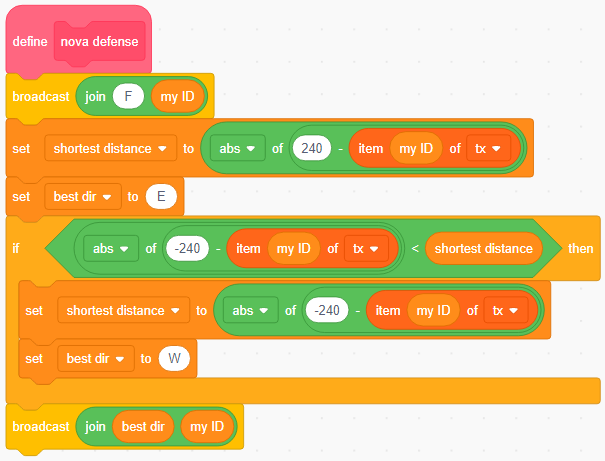 define nova defense
broadcast join F my ID
set shortest distance to abs of 240 - item my ID of tx
set best dir to E
if abs of -240 - item my ID of tx < shortest distance then
set shortest distance to abs of -240 - item my ID of tx
set best dir to W
broadcast join best dir my ID